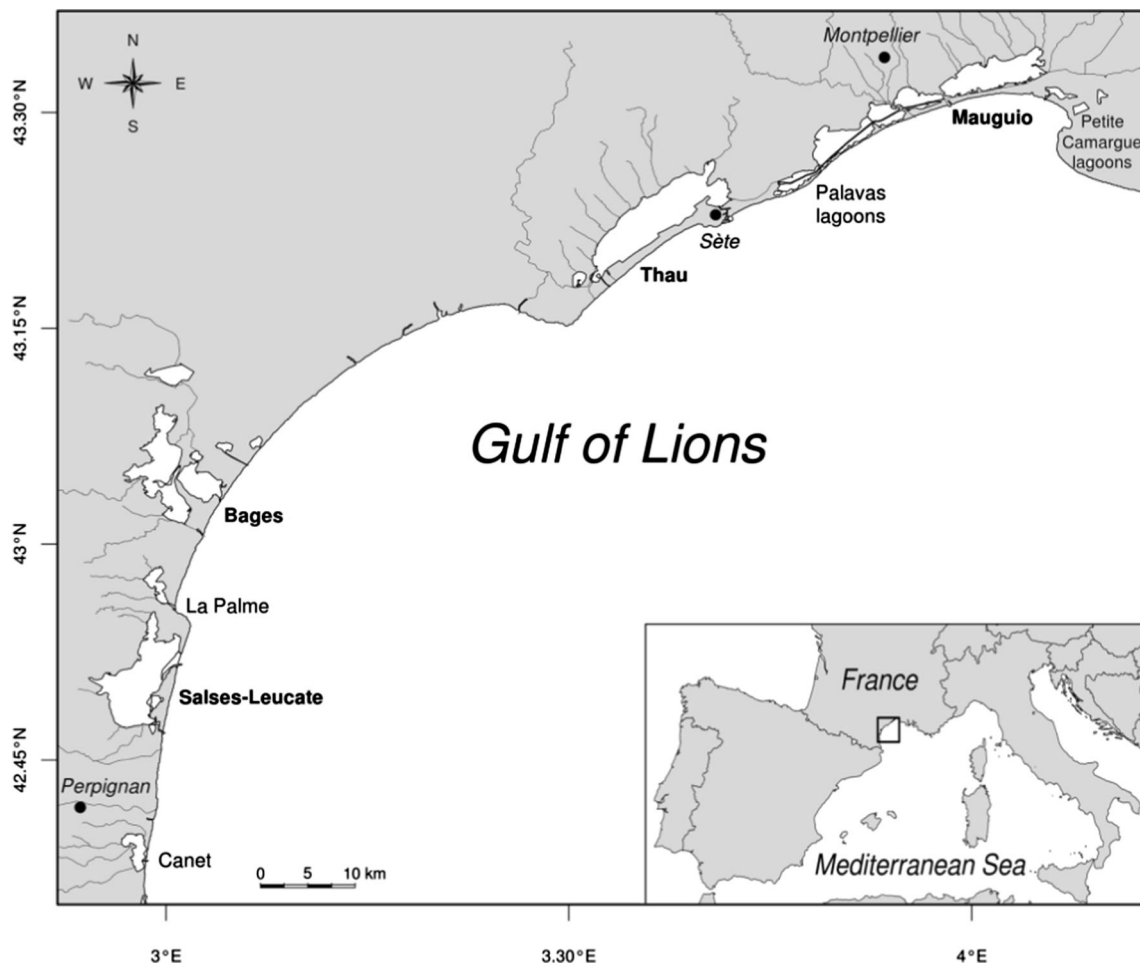 N
W E
S
Montpellier
43.30°N
Mauguio
Petite
Camargue
lagoons
Palavas
lagoons
Sète
Thau
43.15°N
Gulf of Lions
Bages
43°N
La Palme
Salses-Leucate
France
42.45°N
Perpignan
Canet
0 5 10 km
Mediterranean Sea
3°E 3.30°E 4°E